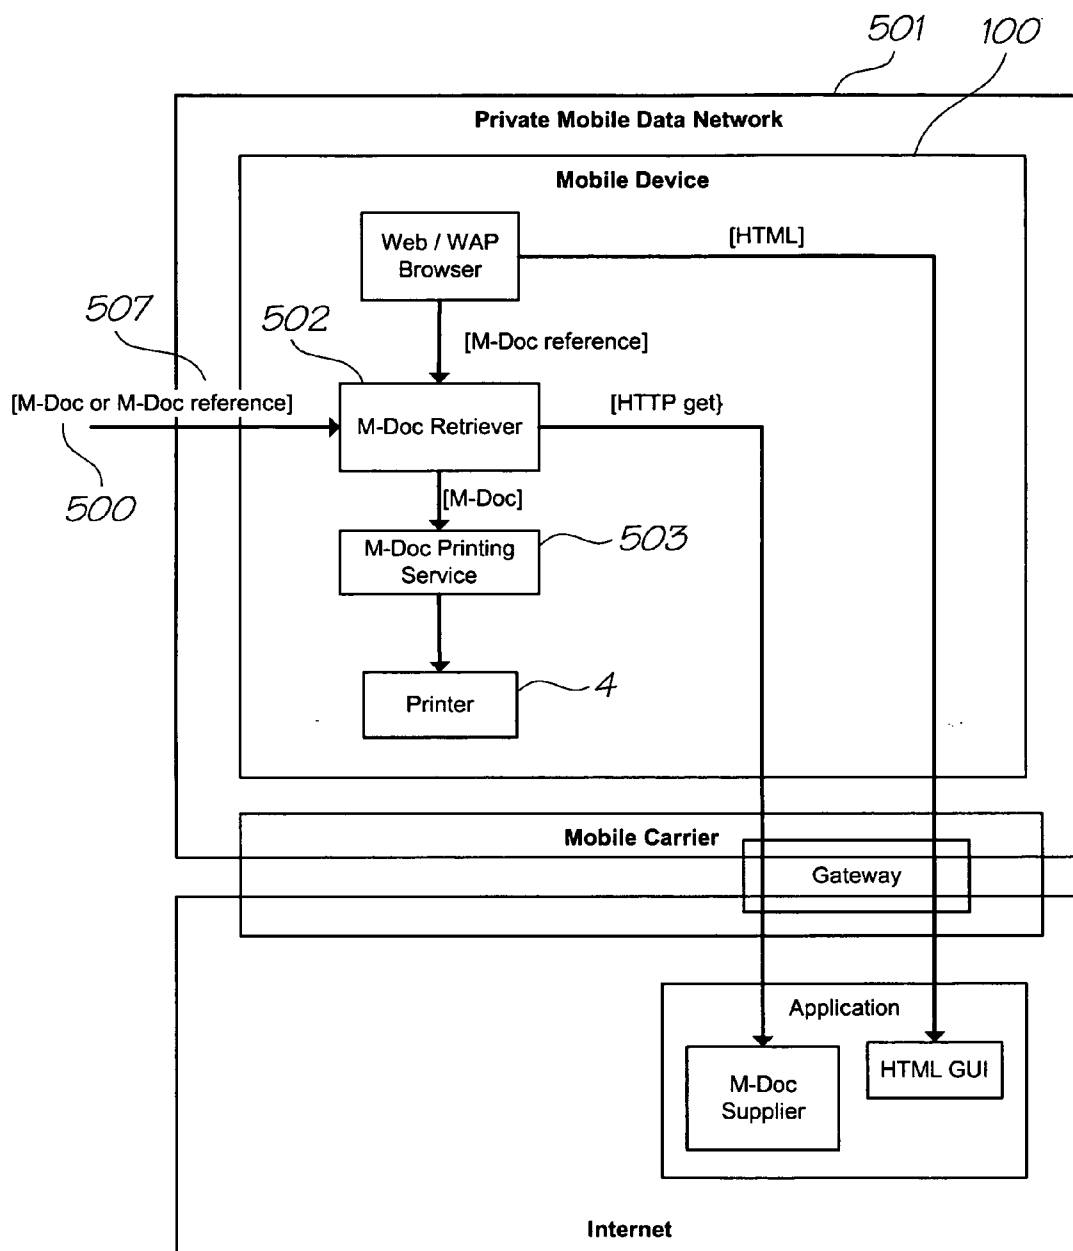 501
100
Private Mobile Data Network
Mobile Device
Web / WAP
Browser
[HTML]
507
502
[M-Doc reference]
[M-Doc or M-Doc reference]
M-Doc Retriever
[HTTP get}
500
[M-Doc]
M-Doc Printing
Service
503
Printer
4
Mobile Carrier
Gateway
Application
M-Doc
Supplier
HTML GUI
Internet